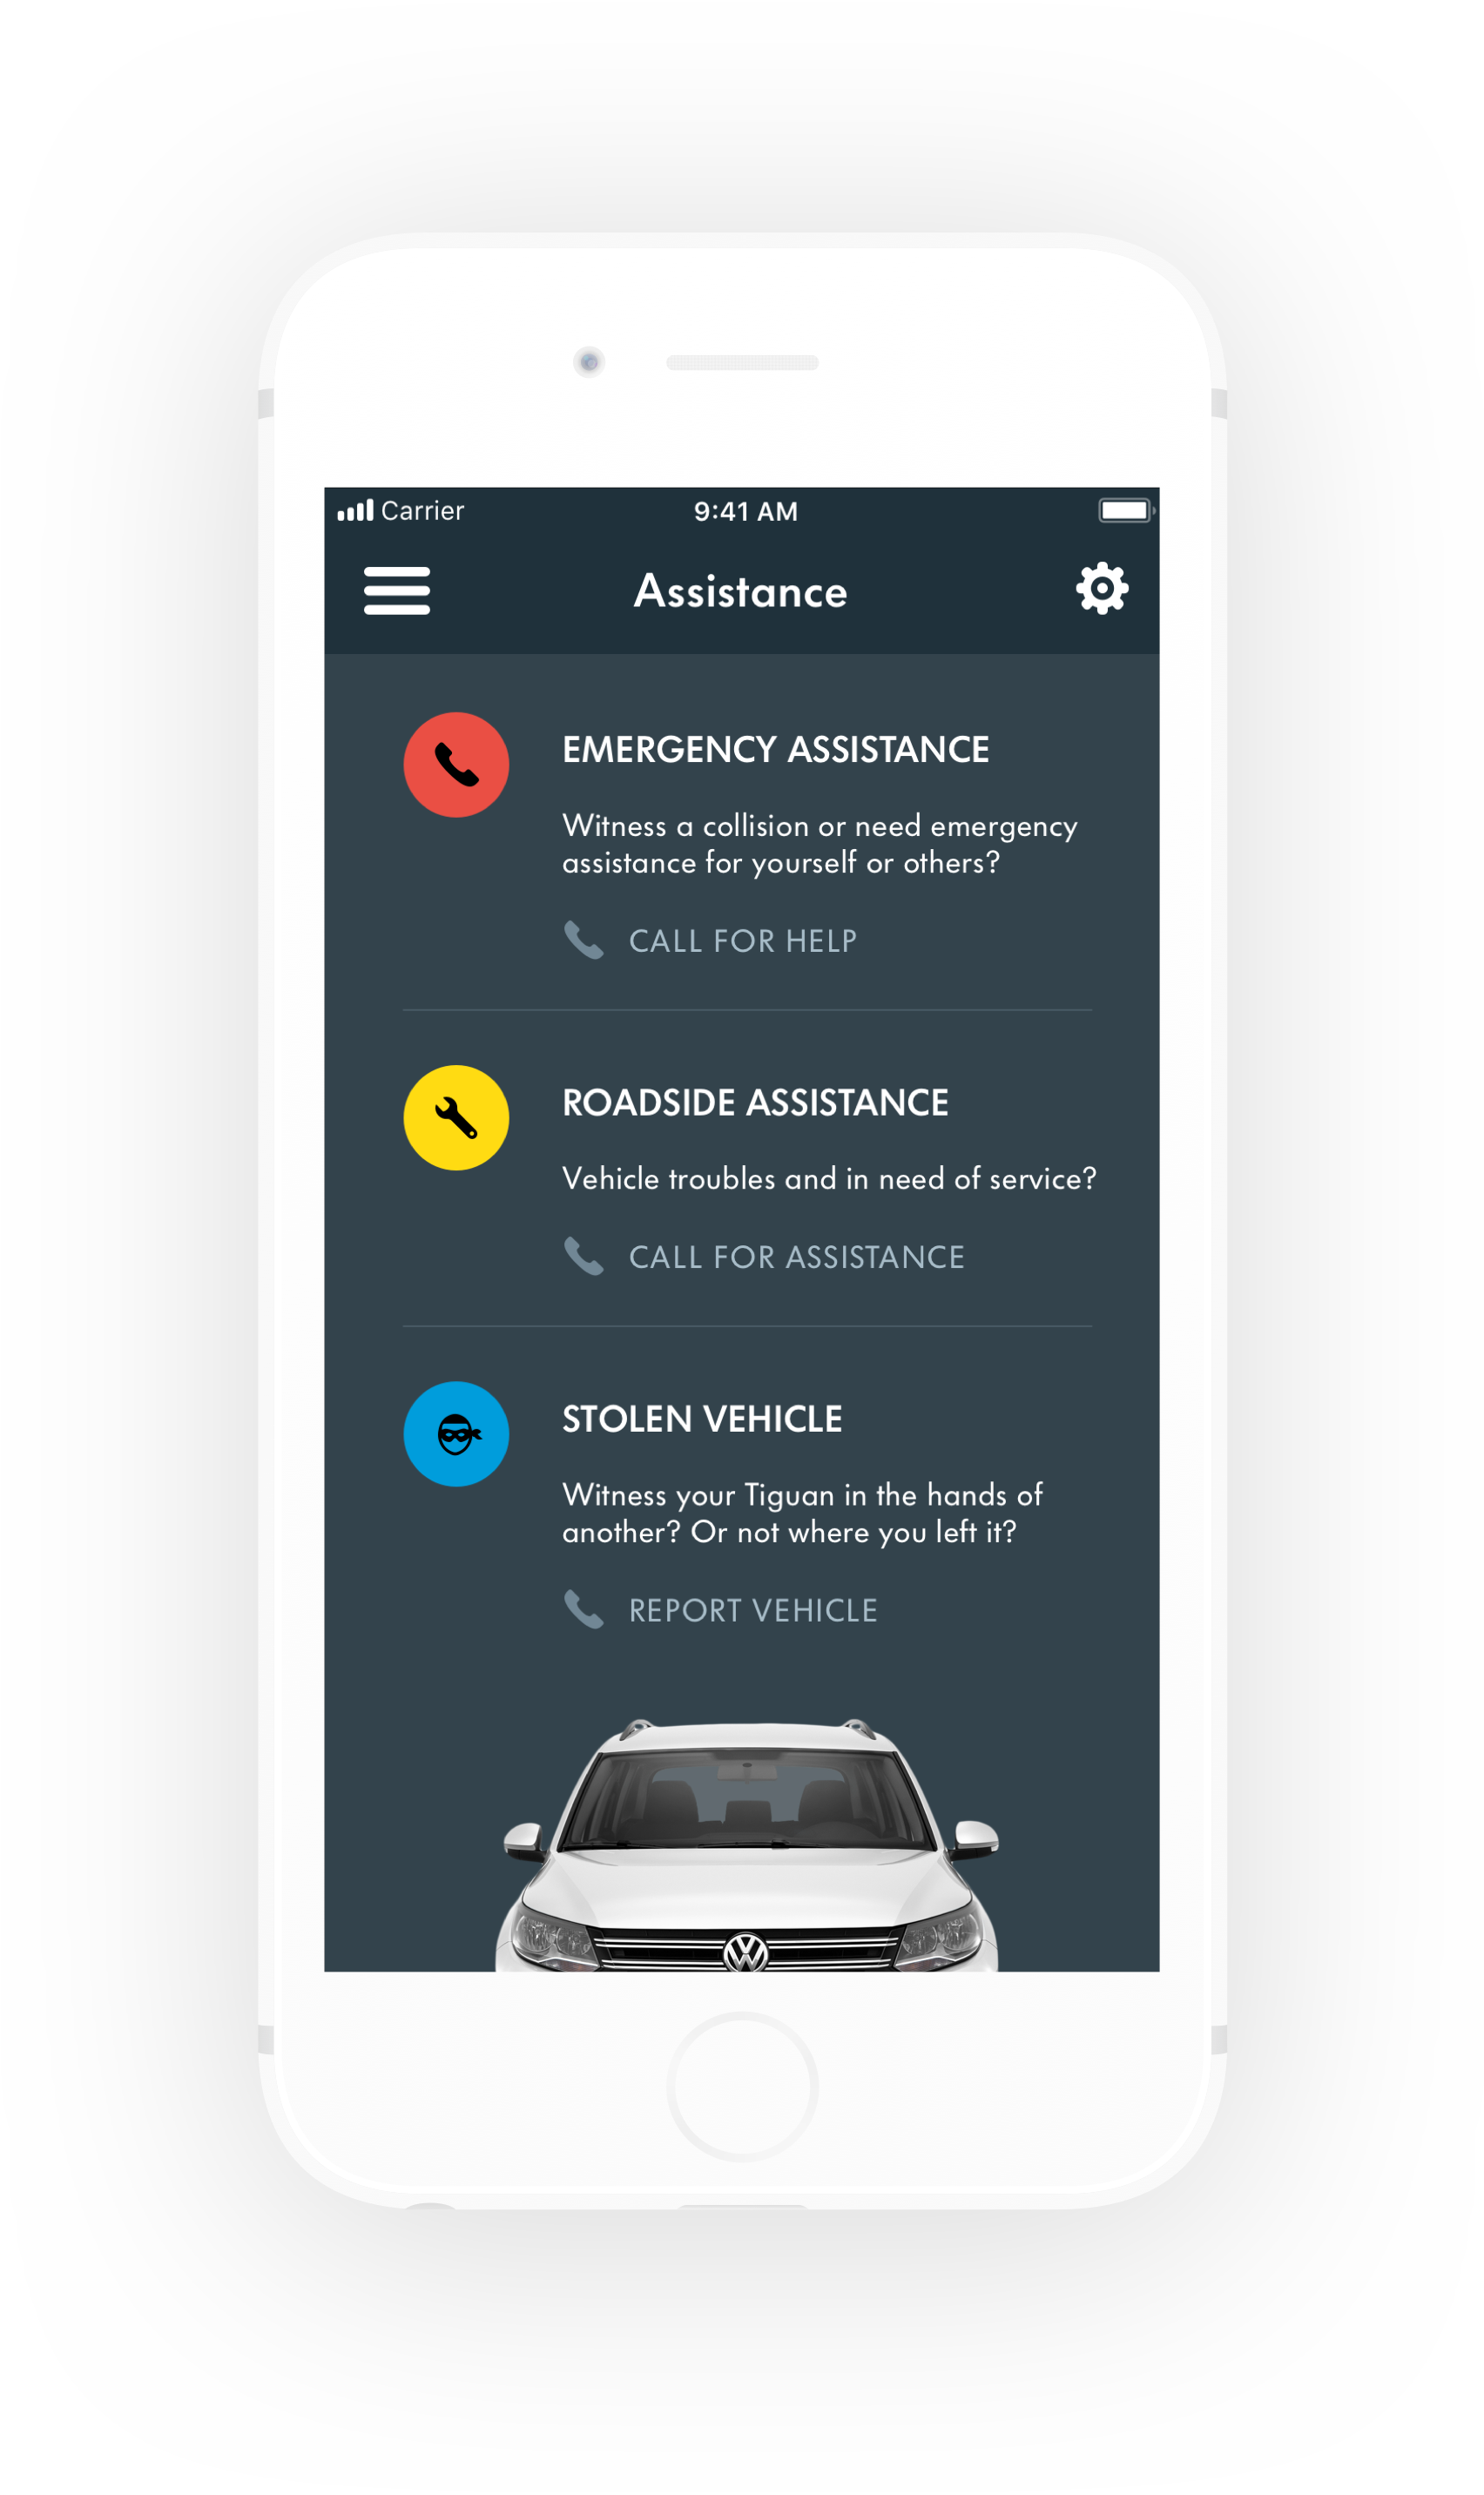 Carrier
9:41 AM
Assistance
EMERGENCY ASSISTANCE
Witness a collision or need emergency
assistance for yourself or others?
CALL FOR HELP
ROADSIDE ASSISTANCE
Vehicle troubles and in need of service?
CALL FOR ASSISTANCE
STOLEN VEHICLE
Witness your Tiguan in the hands of
another? Or not where you left it?
REPORT VEHICLE
VW